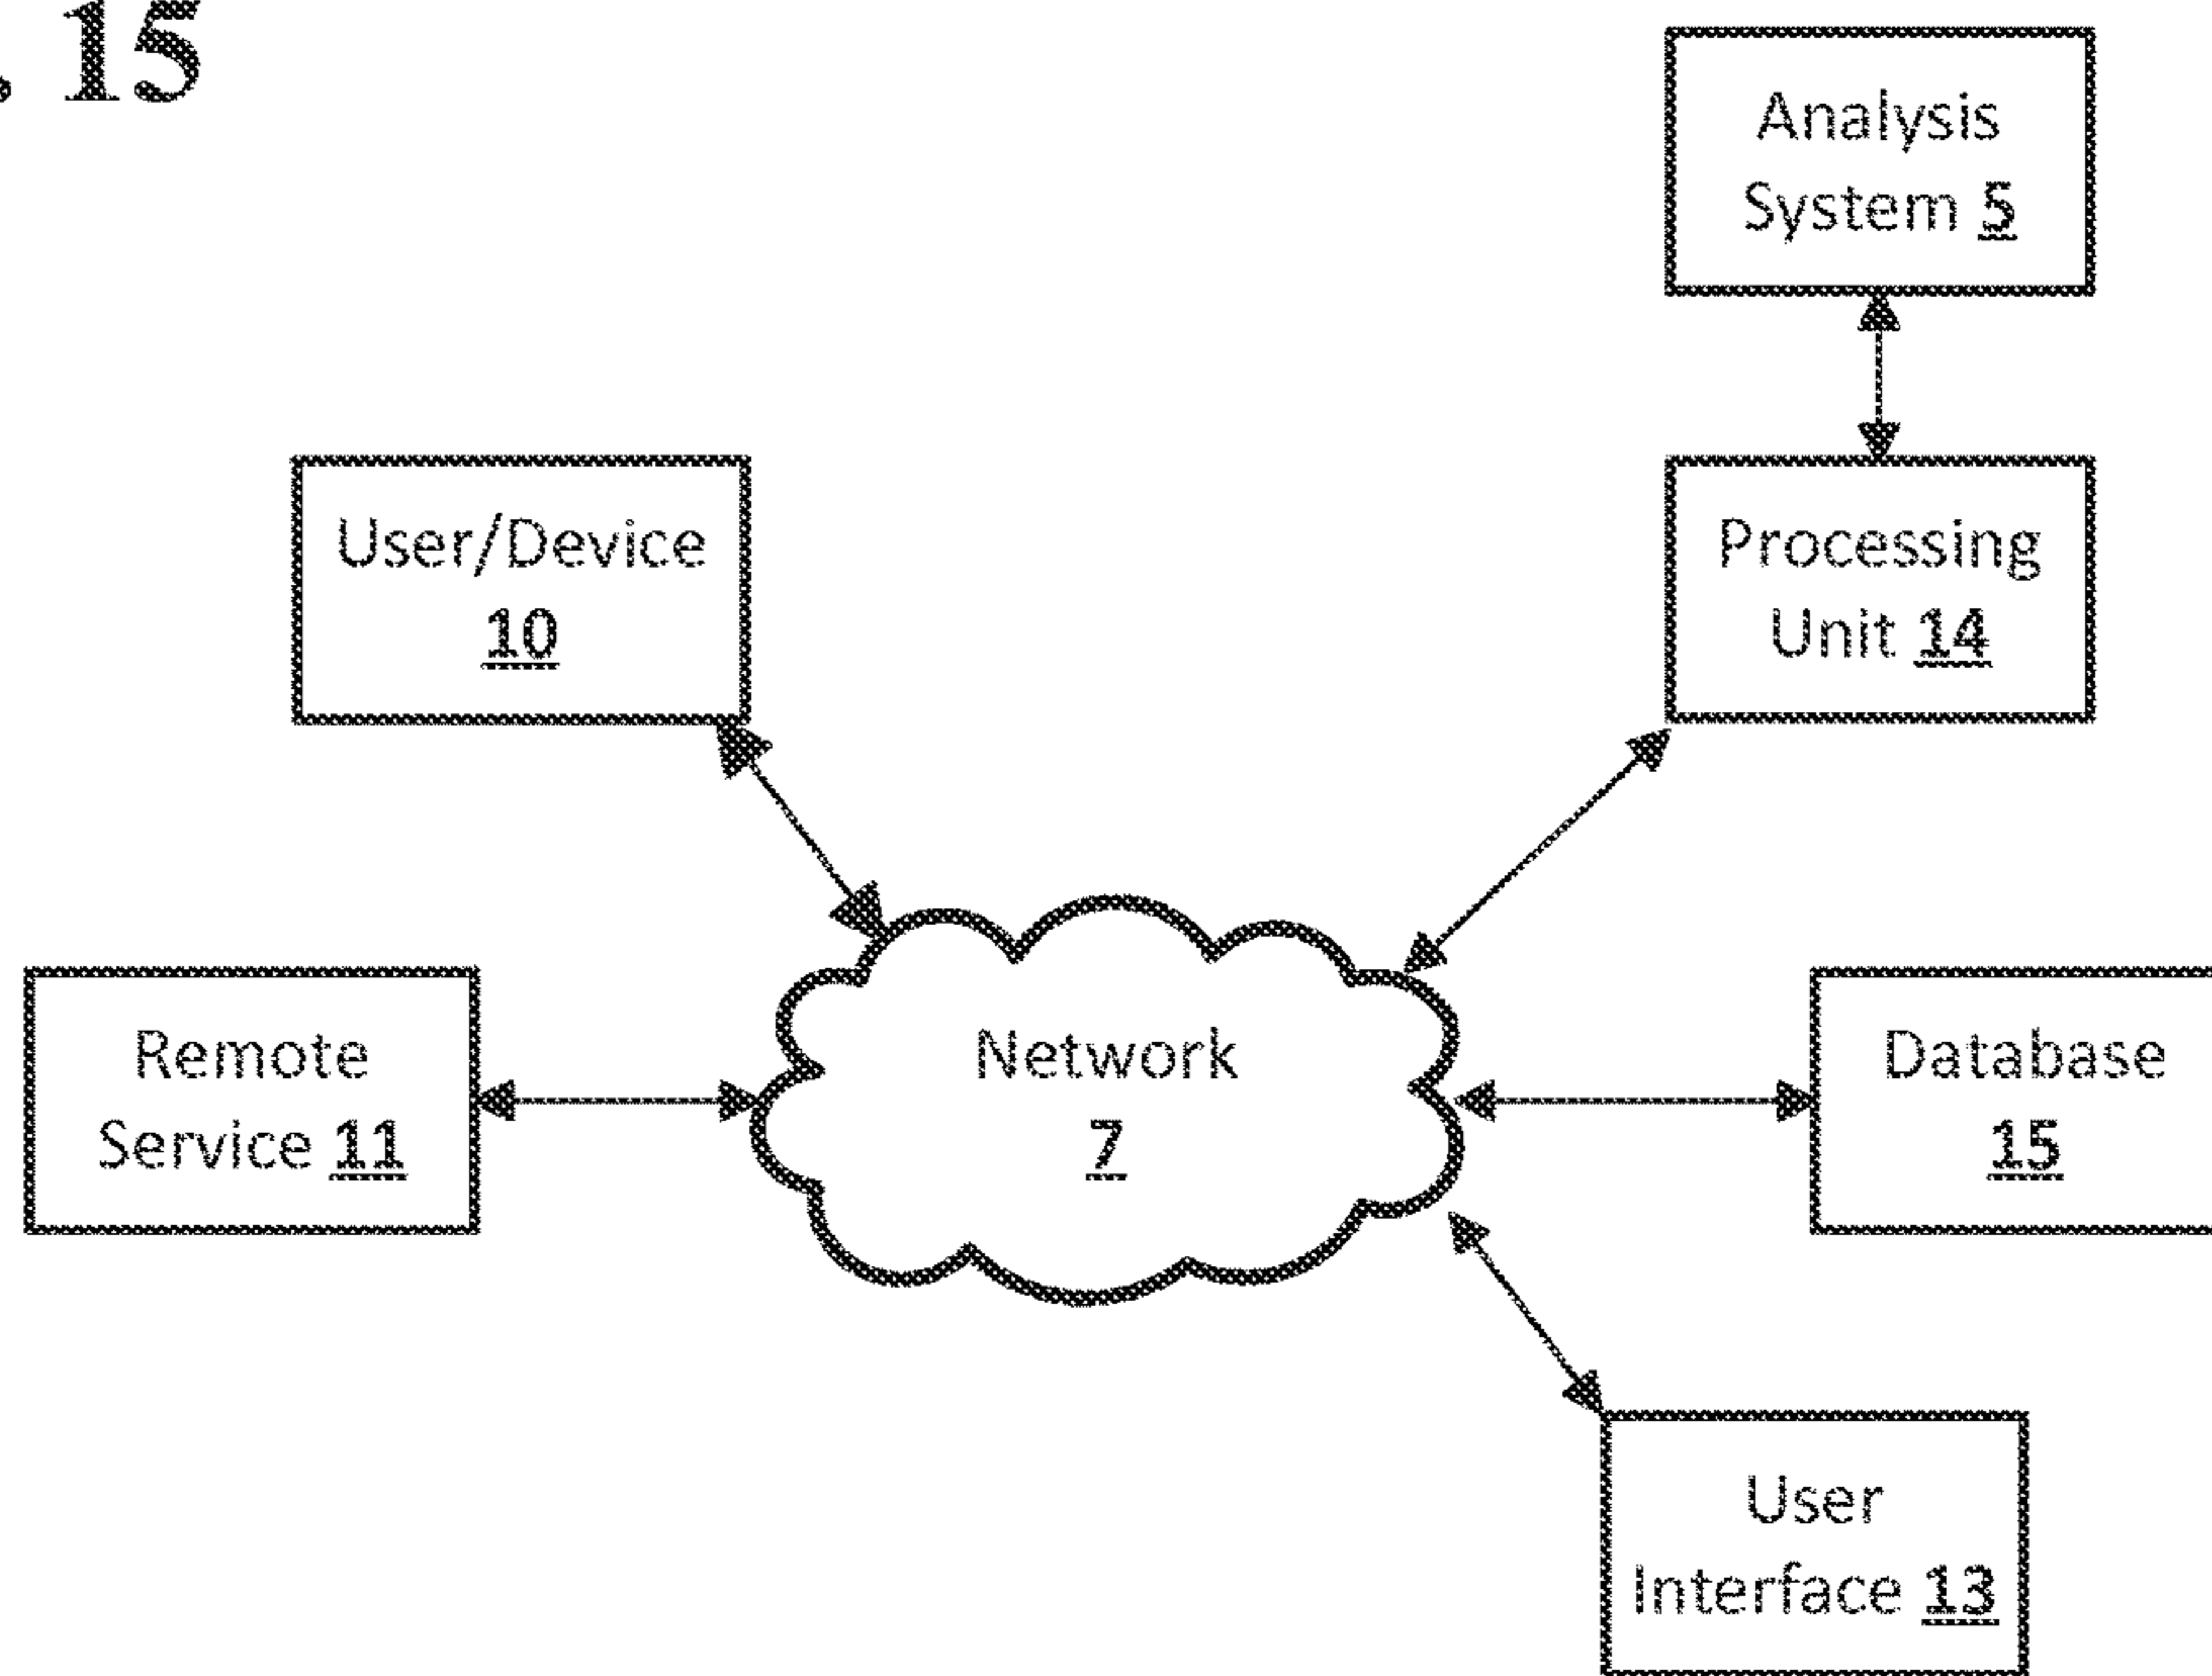 . 15
Analysis
System 5
User/Device
10
Processing
Unit 14
Remote
Service 11
Network
7
Database
15
User
Interface 13